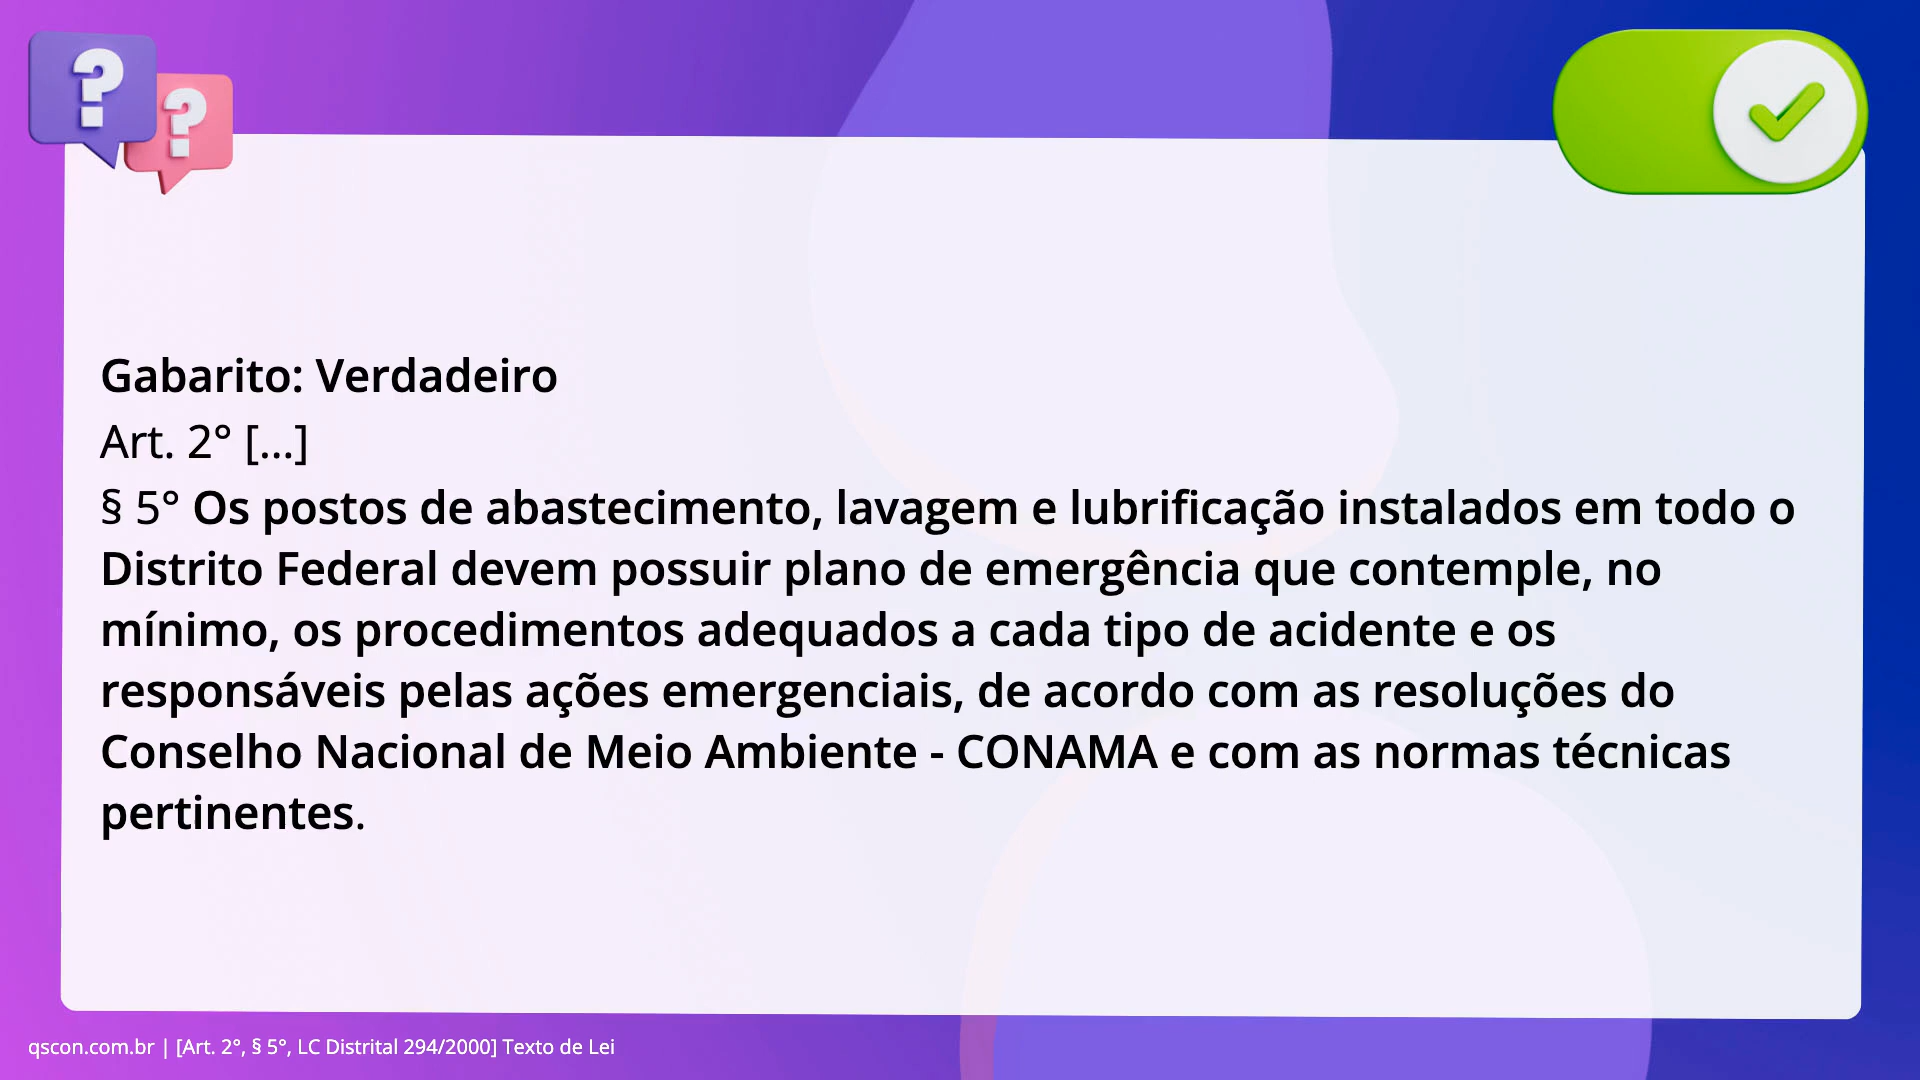 ? ?
Gabarito: Verdadeiro
Art. 2° [...]
§ 5° Os postos de abastecimento, lavagem e lubrificação instalados em todo o
Distrito Federal devem possuir plano de emergência que contemple, no
mínimo, os procedimentos adequados a cada tipo de acidente e os
responsáveis pelas ações emergenciais, de acordo com as resoluções do
Conselho Nacional de Meio Ambiente - CONAMA e com as normas técnicas
pertinentes.
qscon.com.br | [Art. 2°, § 5°, LC Distrital 294/2000] Texto de Lei